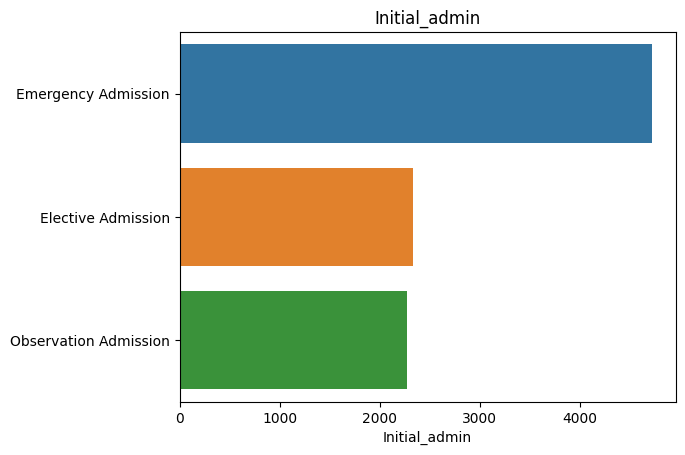 Initial_admin
Emergency Admission
Elective Admission
Observation Admission
0 1000 2000 3000 4000
Initial_admin